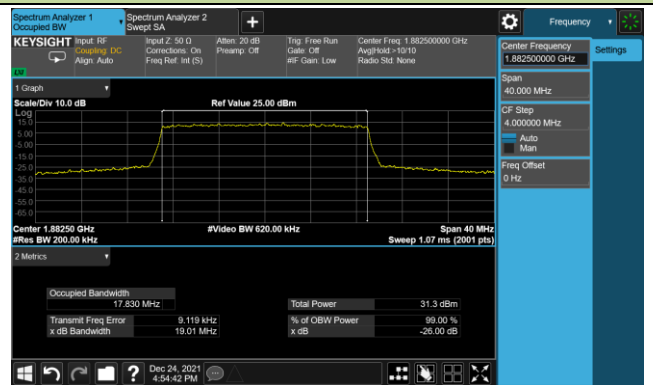 Spectrum Analyzer 1
Occupied BW
Spectrum Analyzer 2
Swept SA
+
Frequency
KEYSIGHT
Input: RF
Coupling: DC
Align: Auto
Input Z: 50 Ω
Corrections: On
Freq Ref: Int (S)
Atten: 20 dB
Preamp: Off
Trig: Free Run
Gate: Off
#IF Gain: Low
Center Freq: 1.882500000 GHz
Avg|Hold:>10/10
Radio Std: None
Center Frequency
1.882500000 GHz
Settings
Span
40.000 MHz
CF Step
4.000000 MHz
Auto
Man
Freq Offset
0 Hz
1 Graph
Scale/Div 10.0 dB
Ref Value 25.00 dBm
Log
15.0
5.00
-5.00
-15.0
-25.0
-35.0
-45.0
-55.0
-65.0
Center 1.88250 GHz
#Video BW 620.00 kHz
Span 40 MHz
#Res BW 200.00 kHz
Sweep 1.07 ms (2001 pts)
2 Metrics
Occupied Bandwidth
17.830 MHz
Total Power
31.3 dBm
Transmit Freq Error
9.119 kHz
% of OBW Power
99.00 %
x dB Bandwidth
19.01 MHz
x dB
-26.00 dB
?
Dec 24, 2021
4:54:42 PM